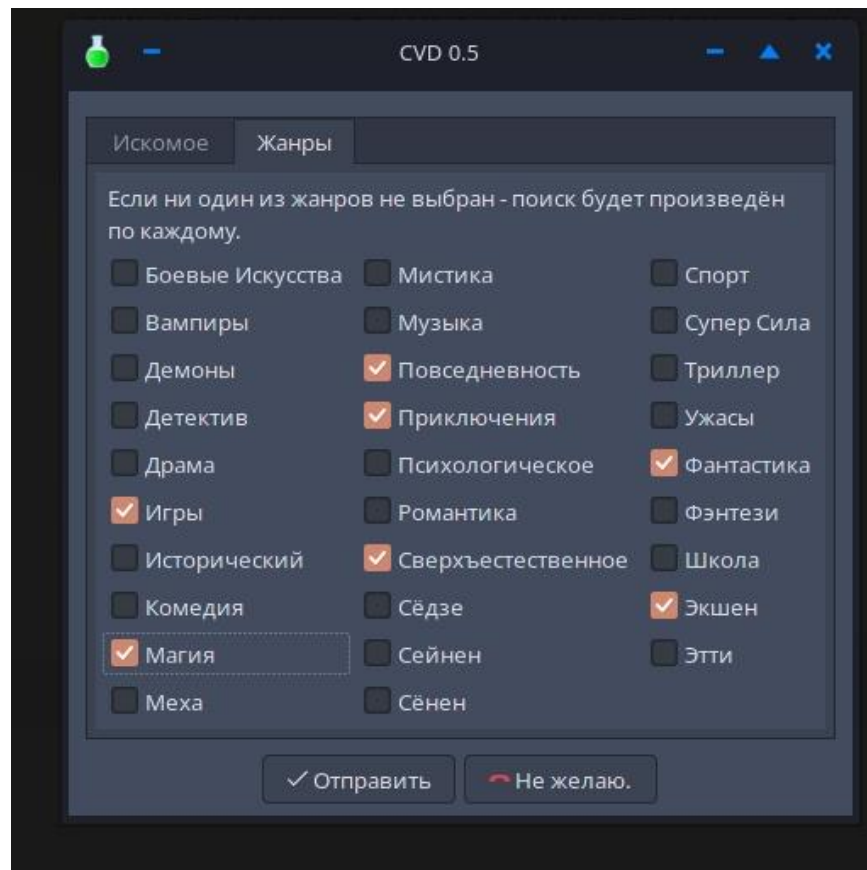 CVD 0.5
Искомое Жанры
Если ни один из жанров не выбран - поиск будет произведён
по каждому.
Боевые Искусства Мистика Спорт
Вампиры Музыка Супер Сила
Демоны Повседневность Триллер
Детектив Приключения Ужасы
Драма Психологическое Фантастика
Игры Романтика Фэнтези
Исторический Сверхъестественное Школа
Комедия Сёдзе Экшен
Магия Сейнен Этти
Меха Сёнен
Отправить Не желаю.